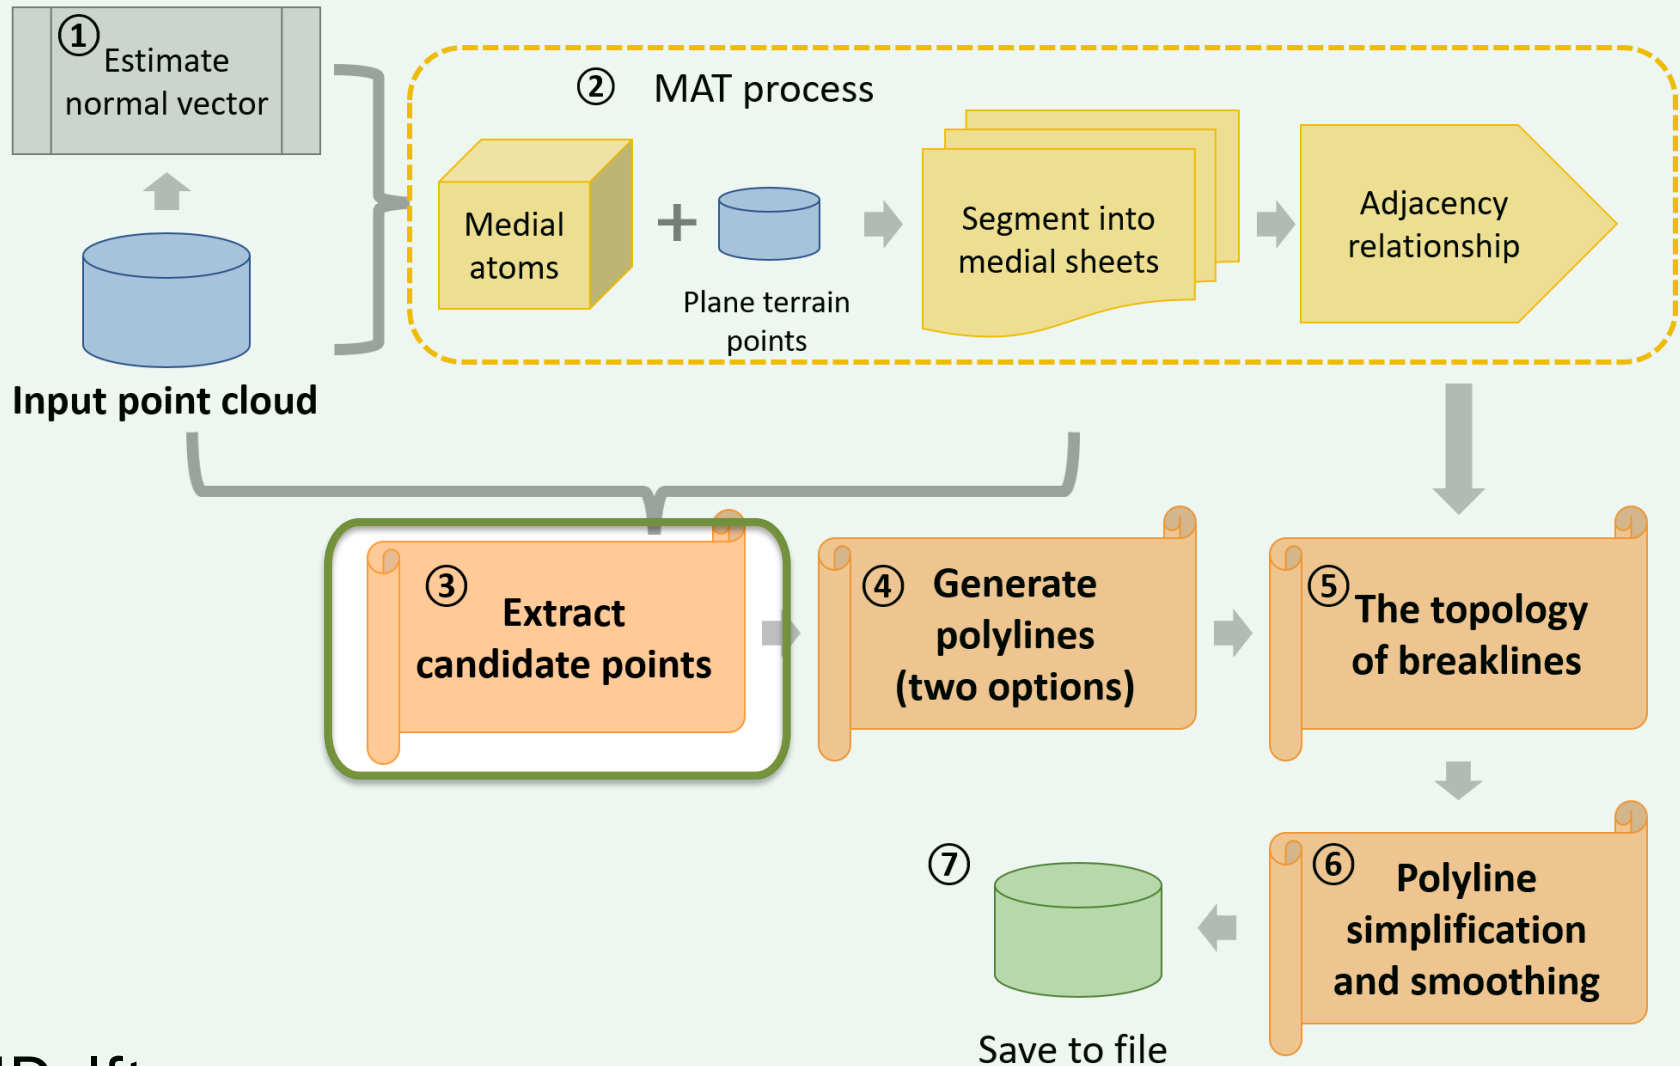 ①
Estimate
normal vector
Input point cloud
② MAT process
Medial
atoms
+
Plane terrain
points
Segment into
medial sheets
Adjacency
relationship
③
Extract
candidate points
④ Generate
polylines
(two options)
⑤ The topology
of breaklines
⑥ Polyline
simplification
and smoothing
⑦
Save to file